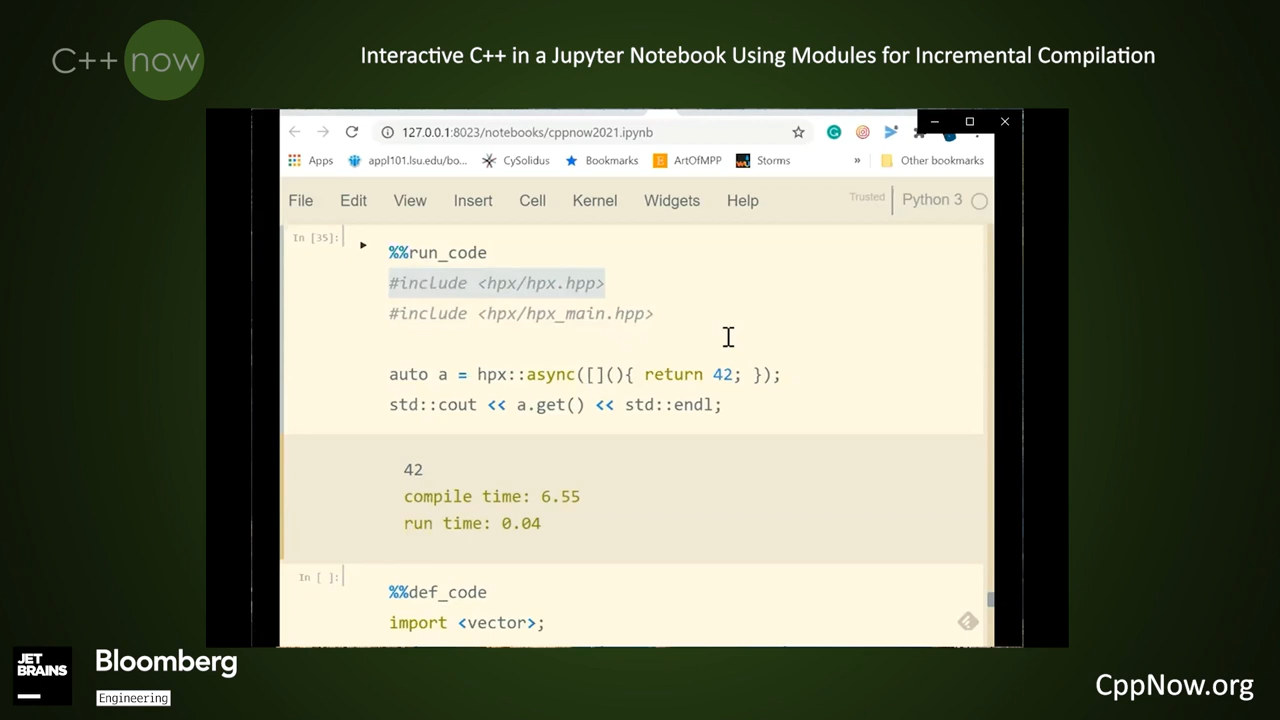 C++ now
Interactive C++ in a Jupyter Notebook Using Modules for Incremental Compilation
127.0.0.1:8023/notebooks/cppnow2021.ipynb
Apps
appl101.lsu.edu/bo...
CySolidus
Bookmarks
ArtOfMPP
Storms
»
Other bookmarks
File Edit View Insert Cell Kernel Widgets Help
Trusted
Python 3
In [35]:
%%run_code
#include <hpx/hpx.hpp>
#include <hpx/hpx_main.hpp>
auto a = hpx::async([](){ return 42; });
std::cout << a.get() << std::endl;
42
compile time: 6.55
run time: 0.04
In [ ]:
%%def_code
import <vector>;
JET
BRAINS
Bloomberg
Engineering
CppNow.org